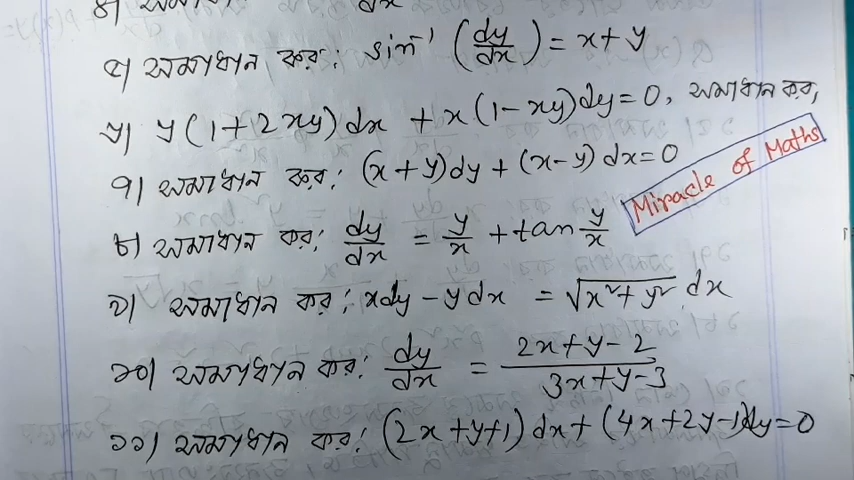 ৫) সমাধান কর: sin⁻¹ (dy/dx) = x + y
৬) y (1 + 2xy) dx + x (1 - xy) dy = 0, সমাধান কর,
৭) সমাধান কর: (x + y) dy + (x - y) dx = 0
Miracle of Maths
৮) সমাধান কর: dy/dx = y/x + tan y/x
৯) সমাধান কর: xdy - ydx = √(x² + y²) dx
১০) সমাধান কর: dy/dx = (2x + y - 2)/(3x + y - 3)
১১) সমাধান কর: (2x + y + 1) dx + (4x + 2y - 1) dy = 0